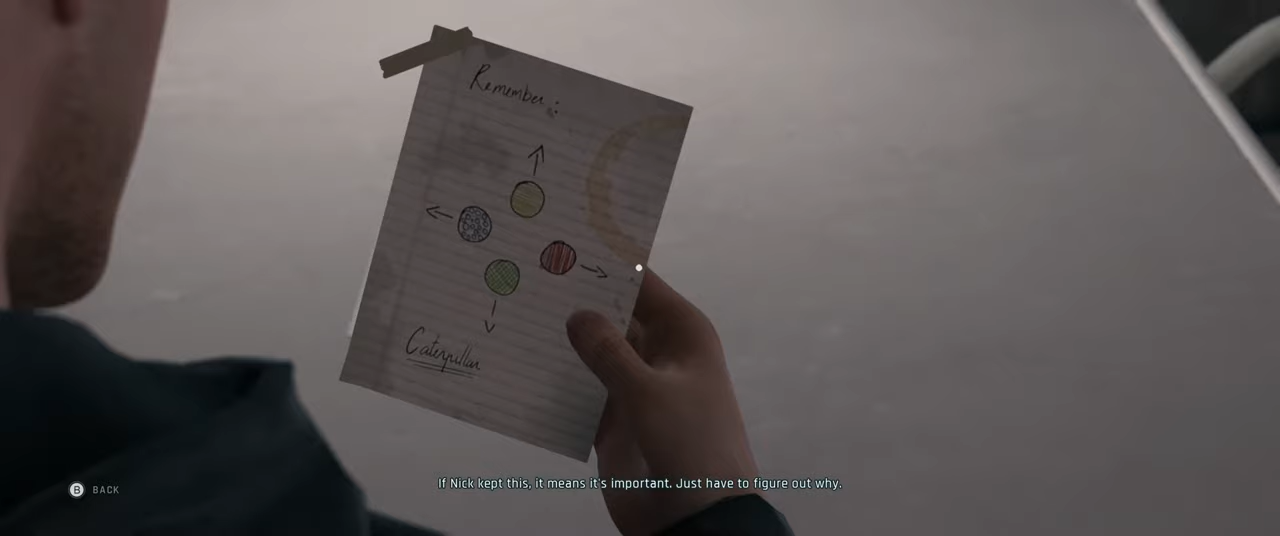 Remember:
Caterpillar
If Nick kept this, it means it's important. Just have to figure out why.
B BACK